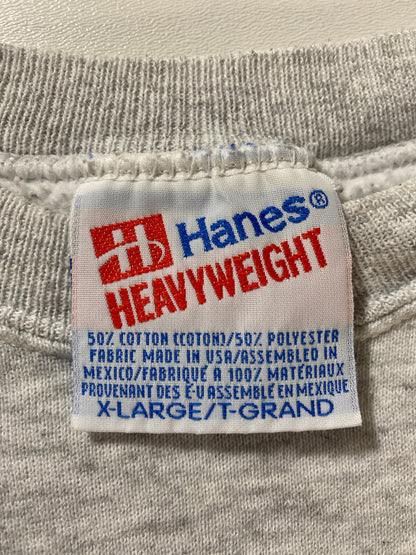 Hanes®
HEAVYWEIGHT
50% COTTON (COTON)/50% POLYESTER
FABRIC MADE IN USA/ASSEMBLED IN
MEXICO/FABRIQUÉ A 100% MATÉRIAUX
PROVENANT DES É-U ASSEMBLÉ EN MEXIQUE
X-LARGE/T-GRAND